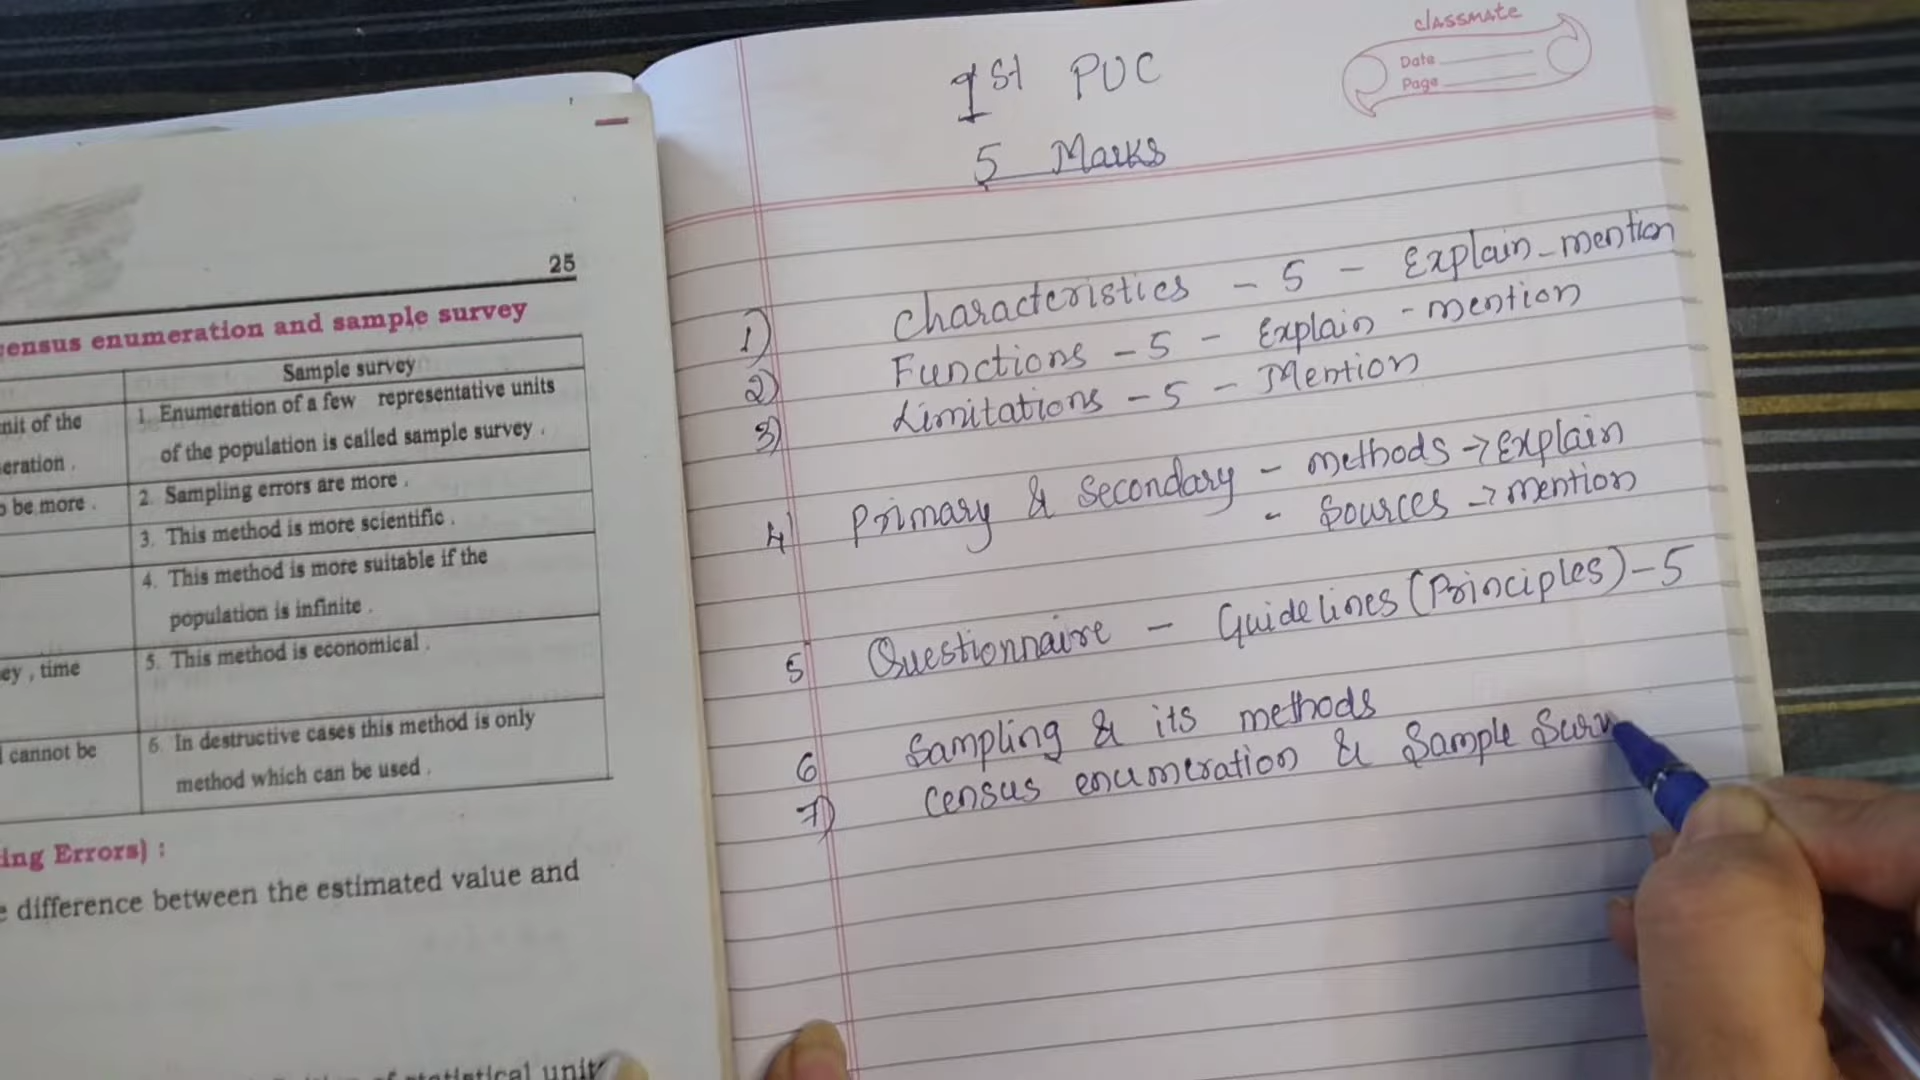 25
census enumeration and sample survey
Sample survey
unit of the
1. Enumeration of a few representative units
of the population is called sample survey .
eration .
be more .
2. Sampling errors are more .
3. This method is more scientific .
4. This method is more suitable if the
population is infinite .
ey , time
5. This method is economical .
cannot be
6. In destructive cases this method is only
method which can be used .
ing Errors) :
difference between the estimated value and
of statistical units
classmate
Date
Page
1st PUC
5 Marks
1) Characteristics - 5 - Explain - mention
2) Functions - 5 - Explain - mention
3) Limitations - 5 - Mention
4 Primary & Secondary - methods → Explain
- Sources → mention
5 Questionnaire - Guidelines (Principles) - 5
6 Sampling & its methods
7) Census enumeration & Sample Surv